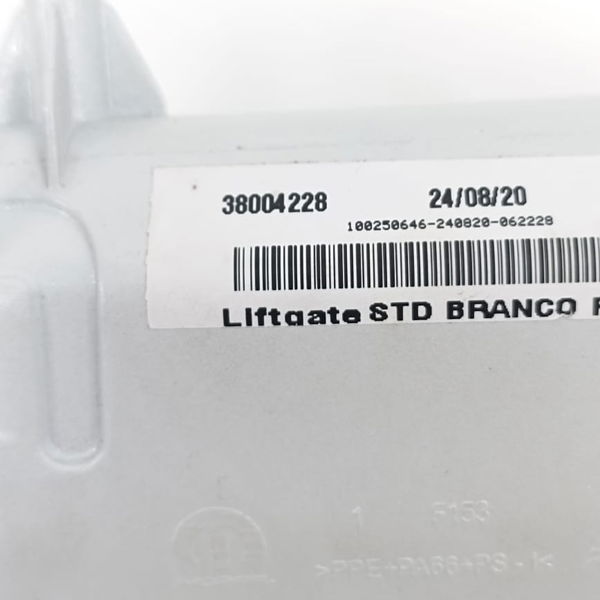 38004228 24/08/20
100250646-240820-062228
Liftgate STD BRANCO
1 F153
>PPE+PA66+PS-I<